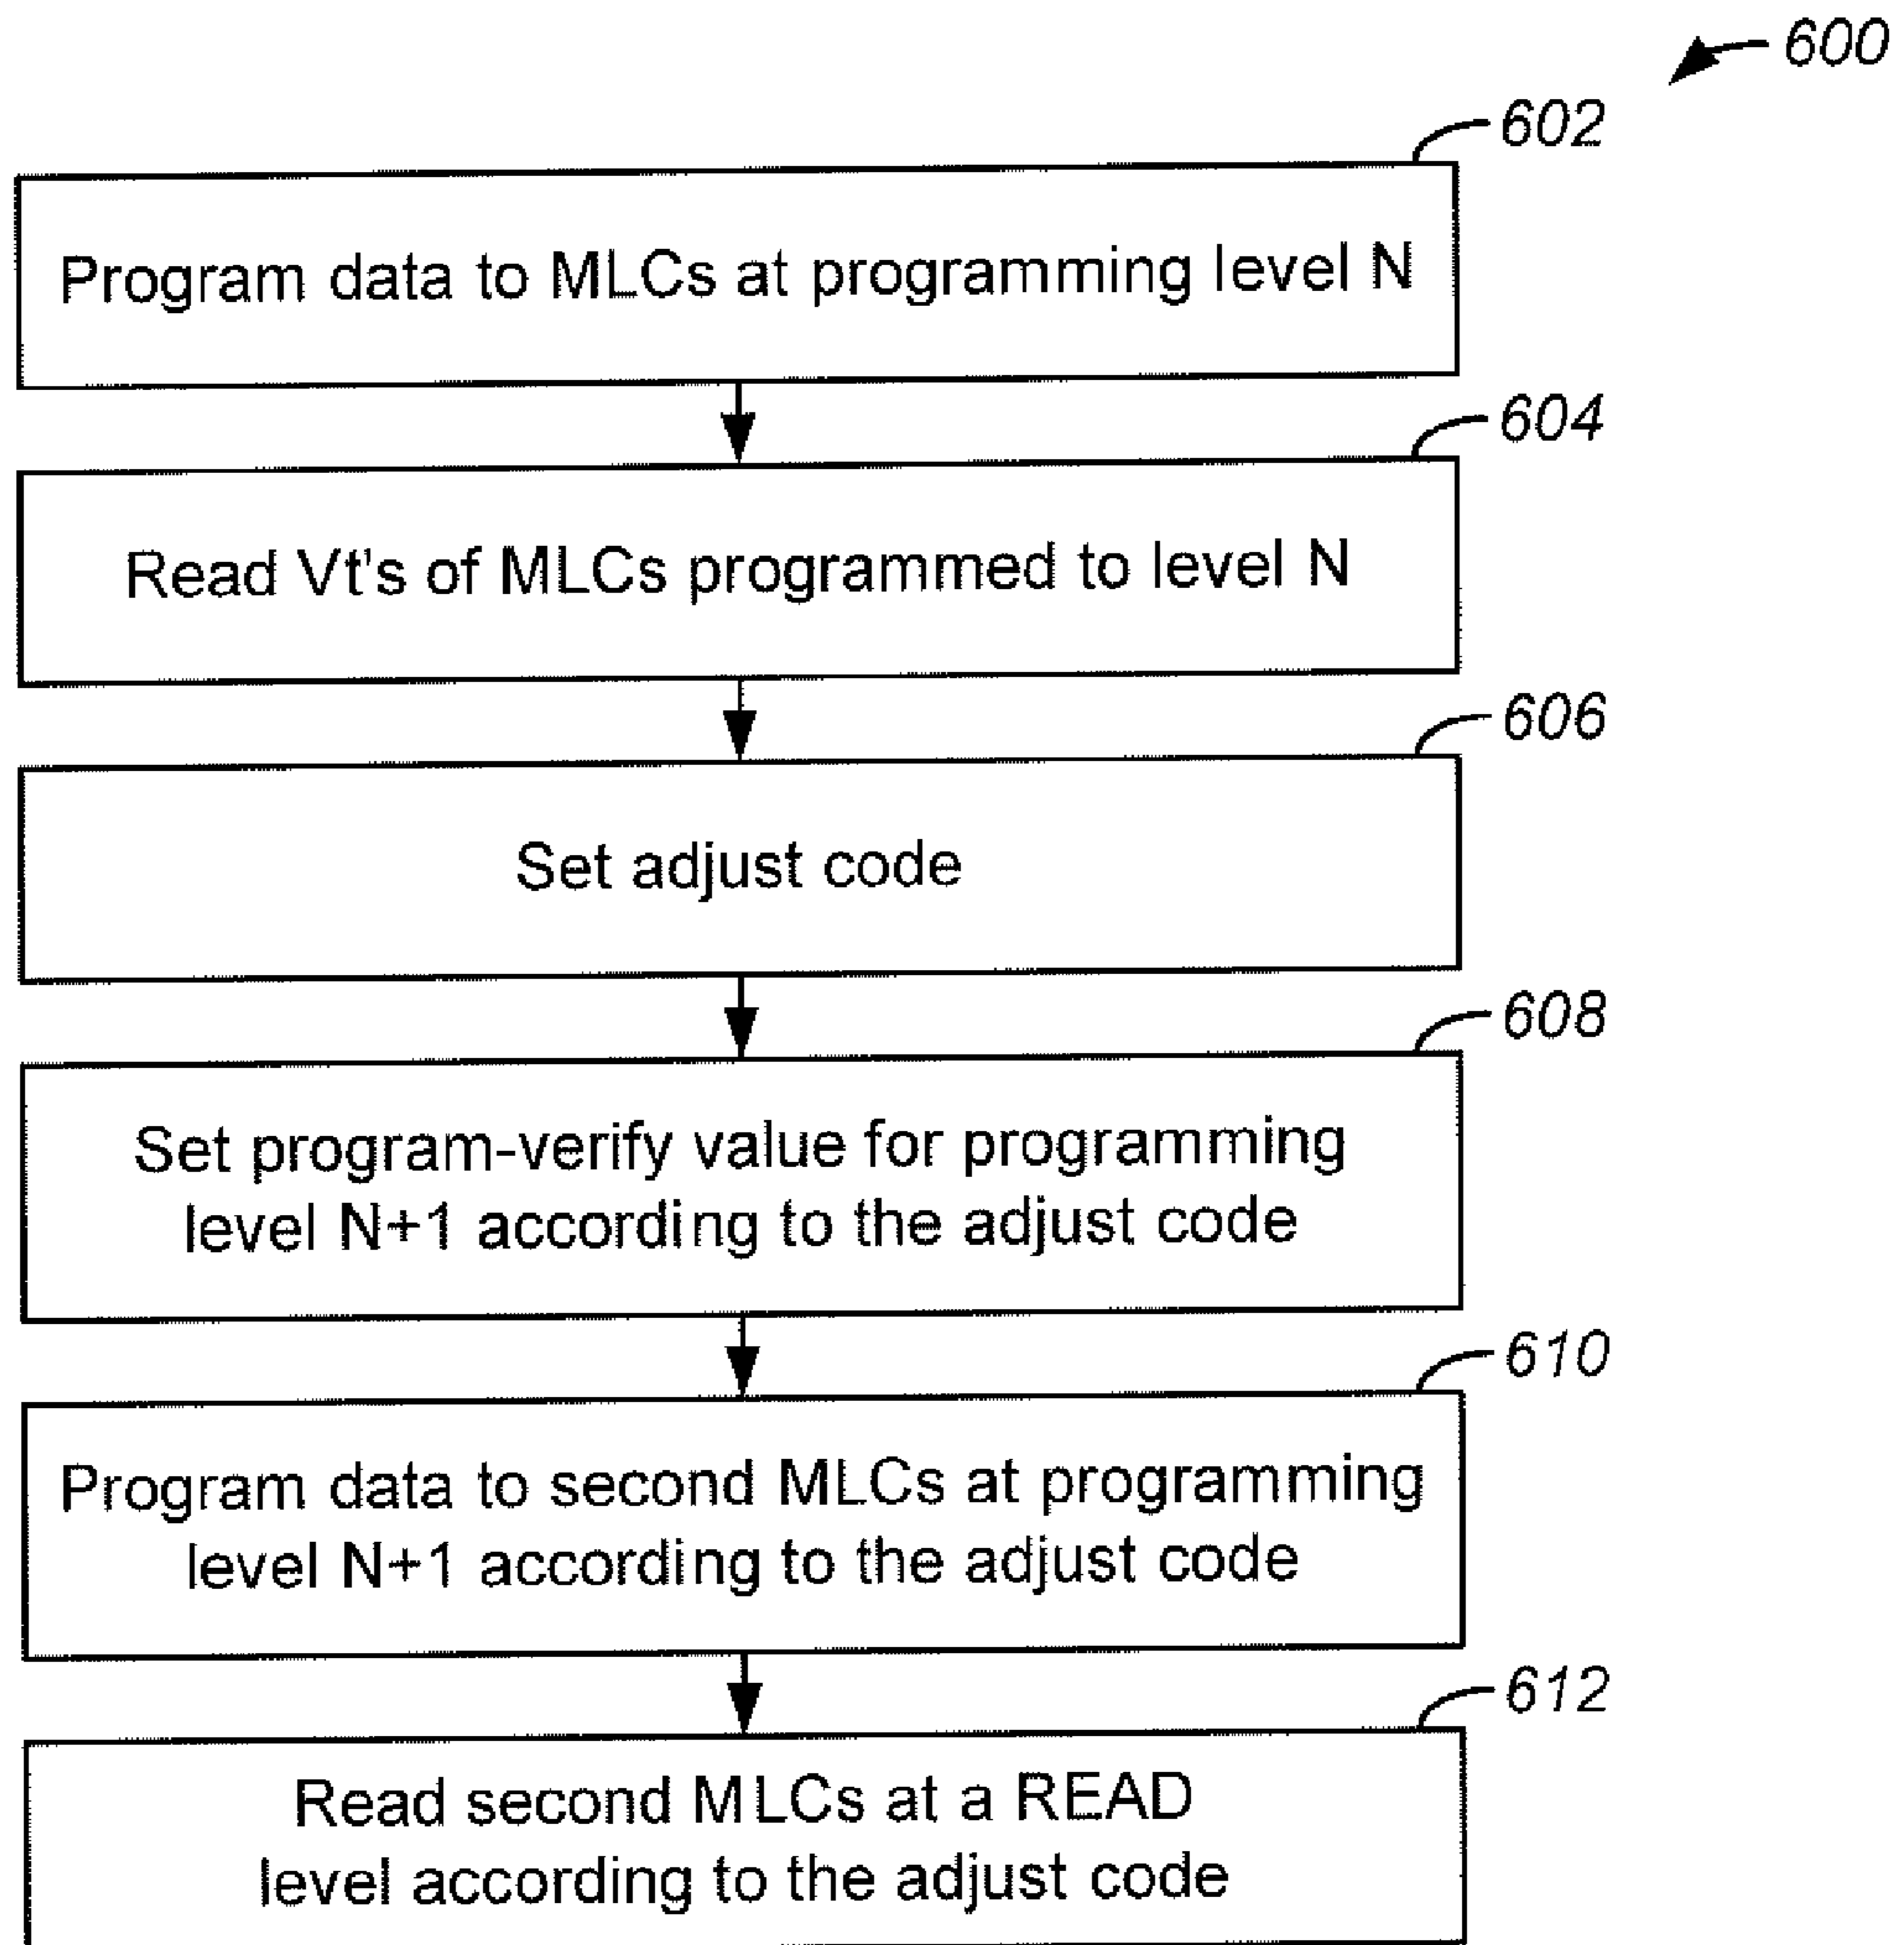 600
602
Program data to MLCs at programming level N
604
Read Vt's of MLCs programmed to level N
606
Set adjust code
608
Set program-verify value for programming
level N+1 according to the adjust code
610
Program data to second MLCs at programming
level N+1 according to the adjust code
612
Read second MLCs at a READ
level according to the adjust code